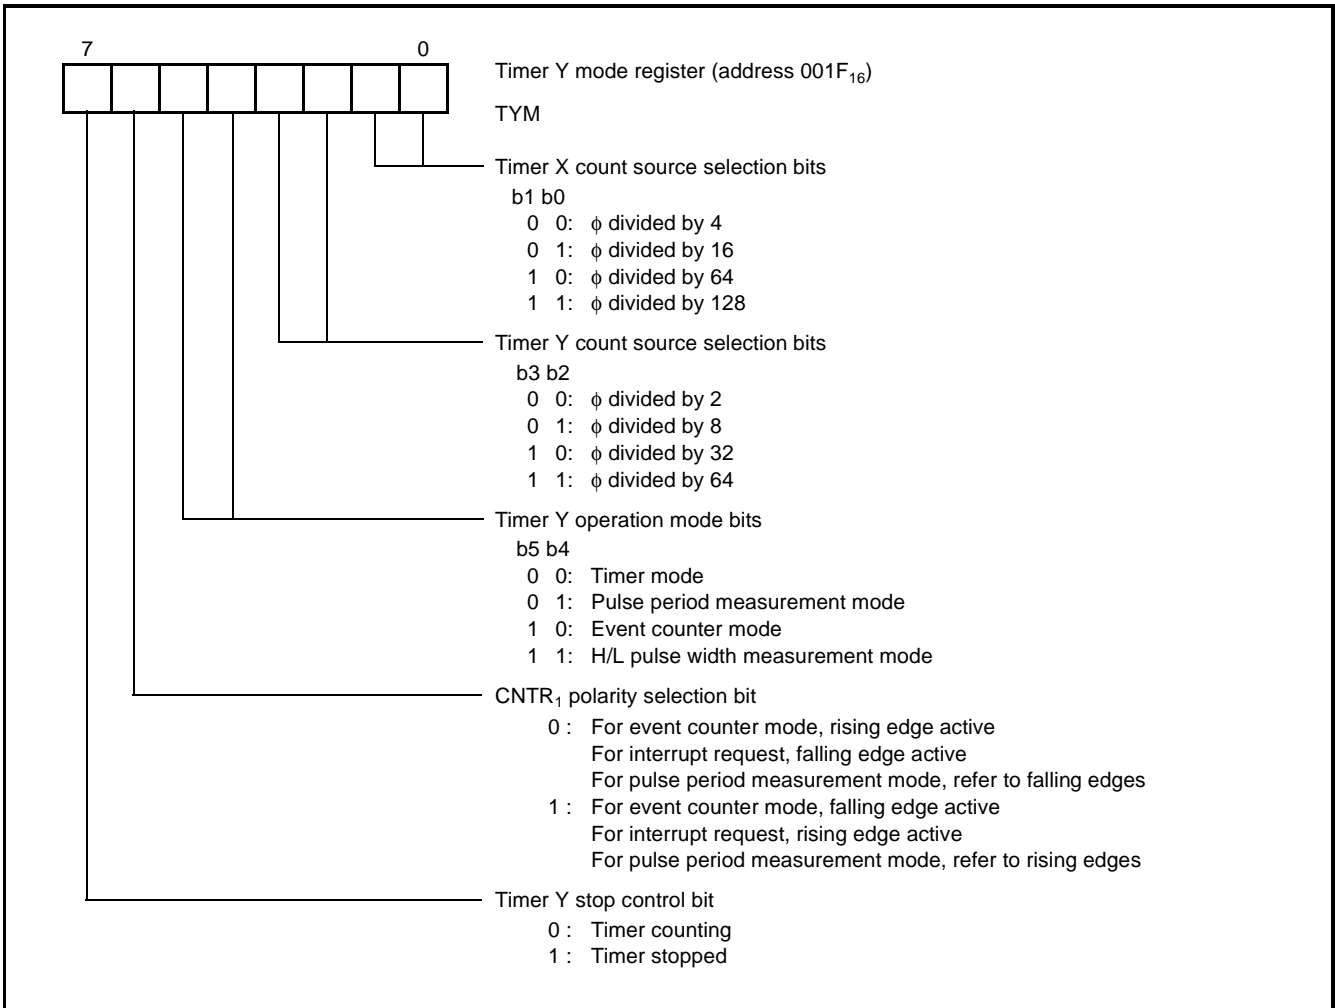 7 0
Timer Y mode register (address 001F₁₆)
TYM
Timer X count source selection bits
b1 b0
0 0: ϕ divided by 4
0 1: ϕ divided by 16
1 0: ϕ divided by 64
1 1: ϕ divided by 128
Timer Y count source selection bits
b3 b2
0 0: ϕ divided by 2
0 1: ϕ divided by 8
1 0: ϕ divided by 32
1 1: ϕ divided by 64
Timer Y operation mode bits
b5 b4
0 0: Timer mode
0 1: Pulse period measurement mode
1 0: Event counter mode
1 1: H/L pulse width measurement mode
CNTR₁ polarity selection bit
0 : For event counter mode, rising edge active
For interrupt request, falling edge active
For pulse period measurement mode, refer to falling edges
1 : For event counter mode, falling edge active
For interrupt request, rising edge active
For pulse period measurement mode, refer to rising edges
Timer Y stop control bit
0 : Timer counting
1 : Timer stopped